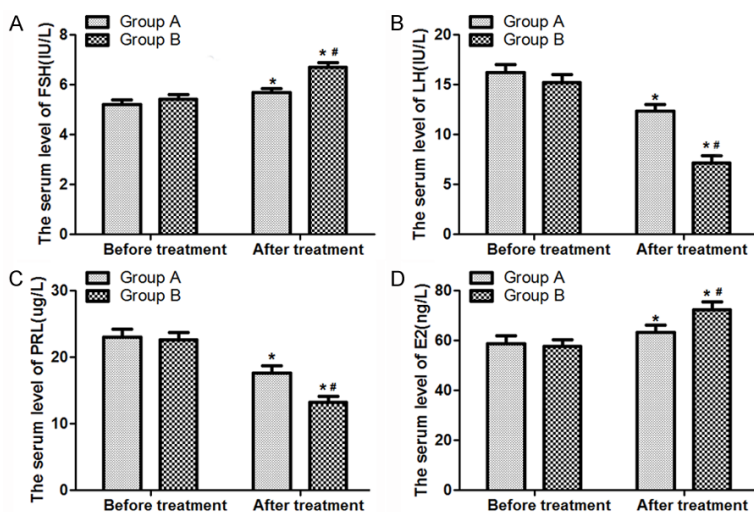 A
Group A
Group B
The serum level of FSH(IU/L)
8
6
4
2
0
*
* #
Before treatment
After treatment
B
Group A
Group B
The serum level of LH(IU/L)
20
15
10
5
0
*
* #
Before treatment
After treatment
C
Group A
Group B
The serum level of PRL(ug/L)
30
20
10
0
*
* #
Before treatment
After treatment
D
Group A
Group B
The serum level of E2(ng/L)
80
60
40
20
0
*
* #
Before treatment
After treatment